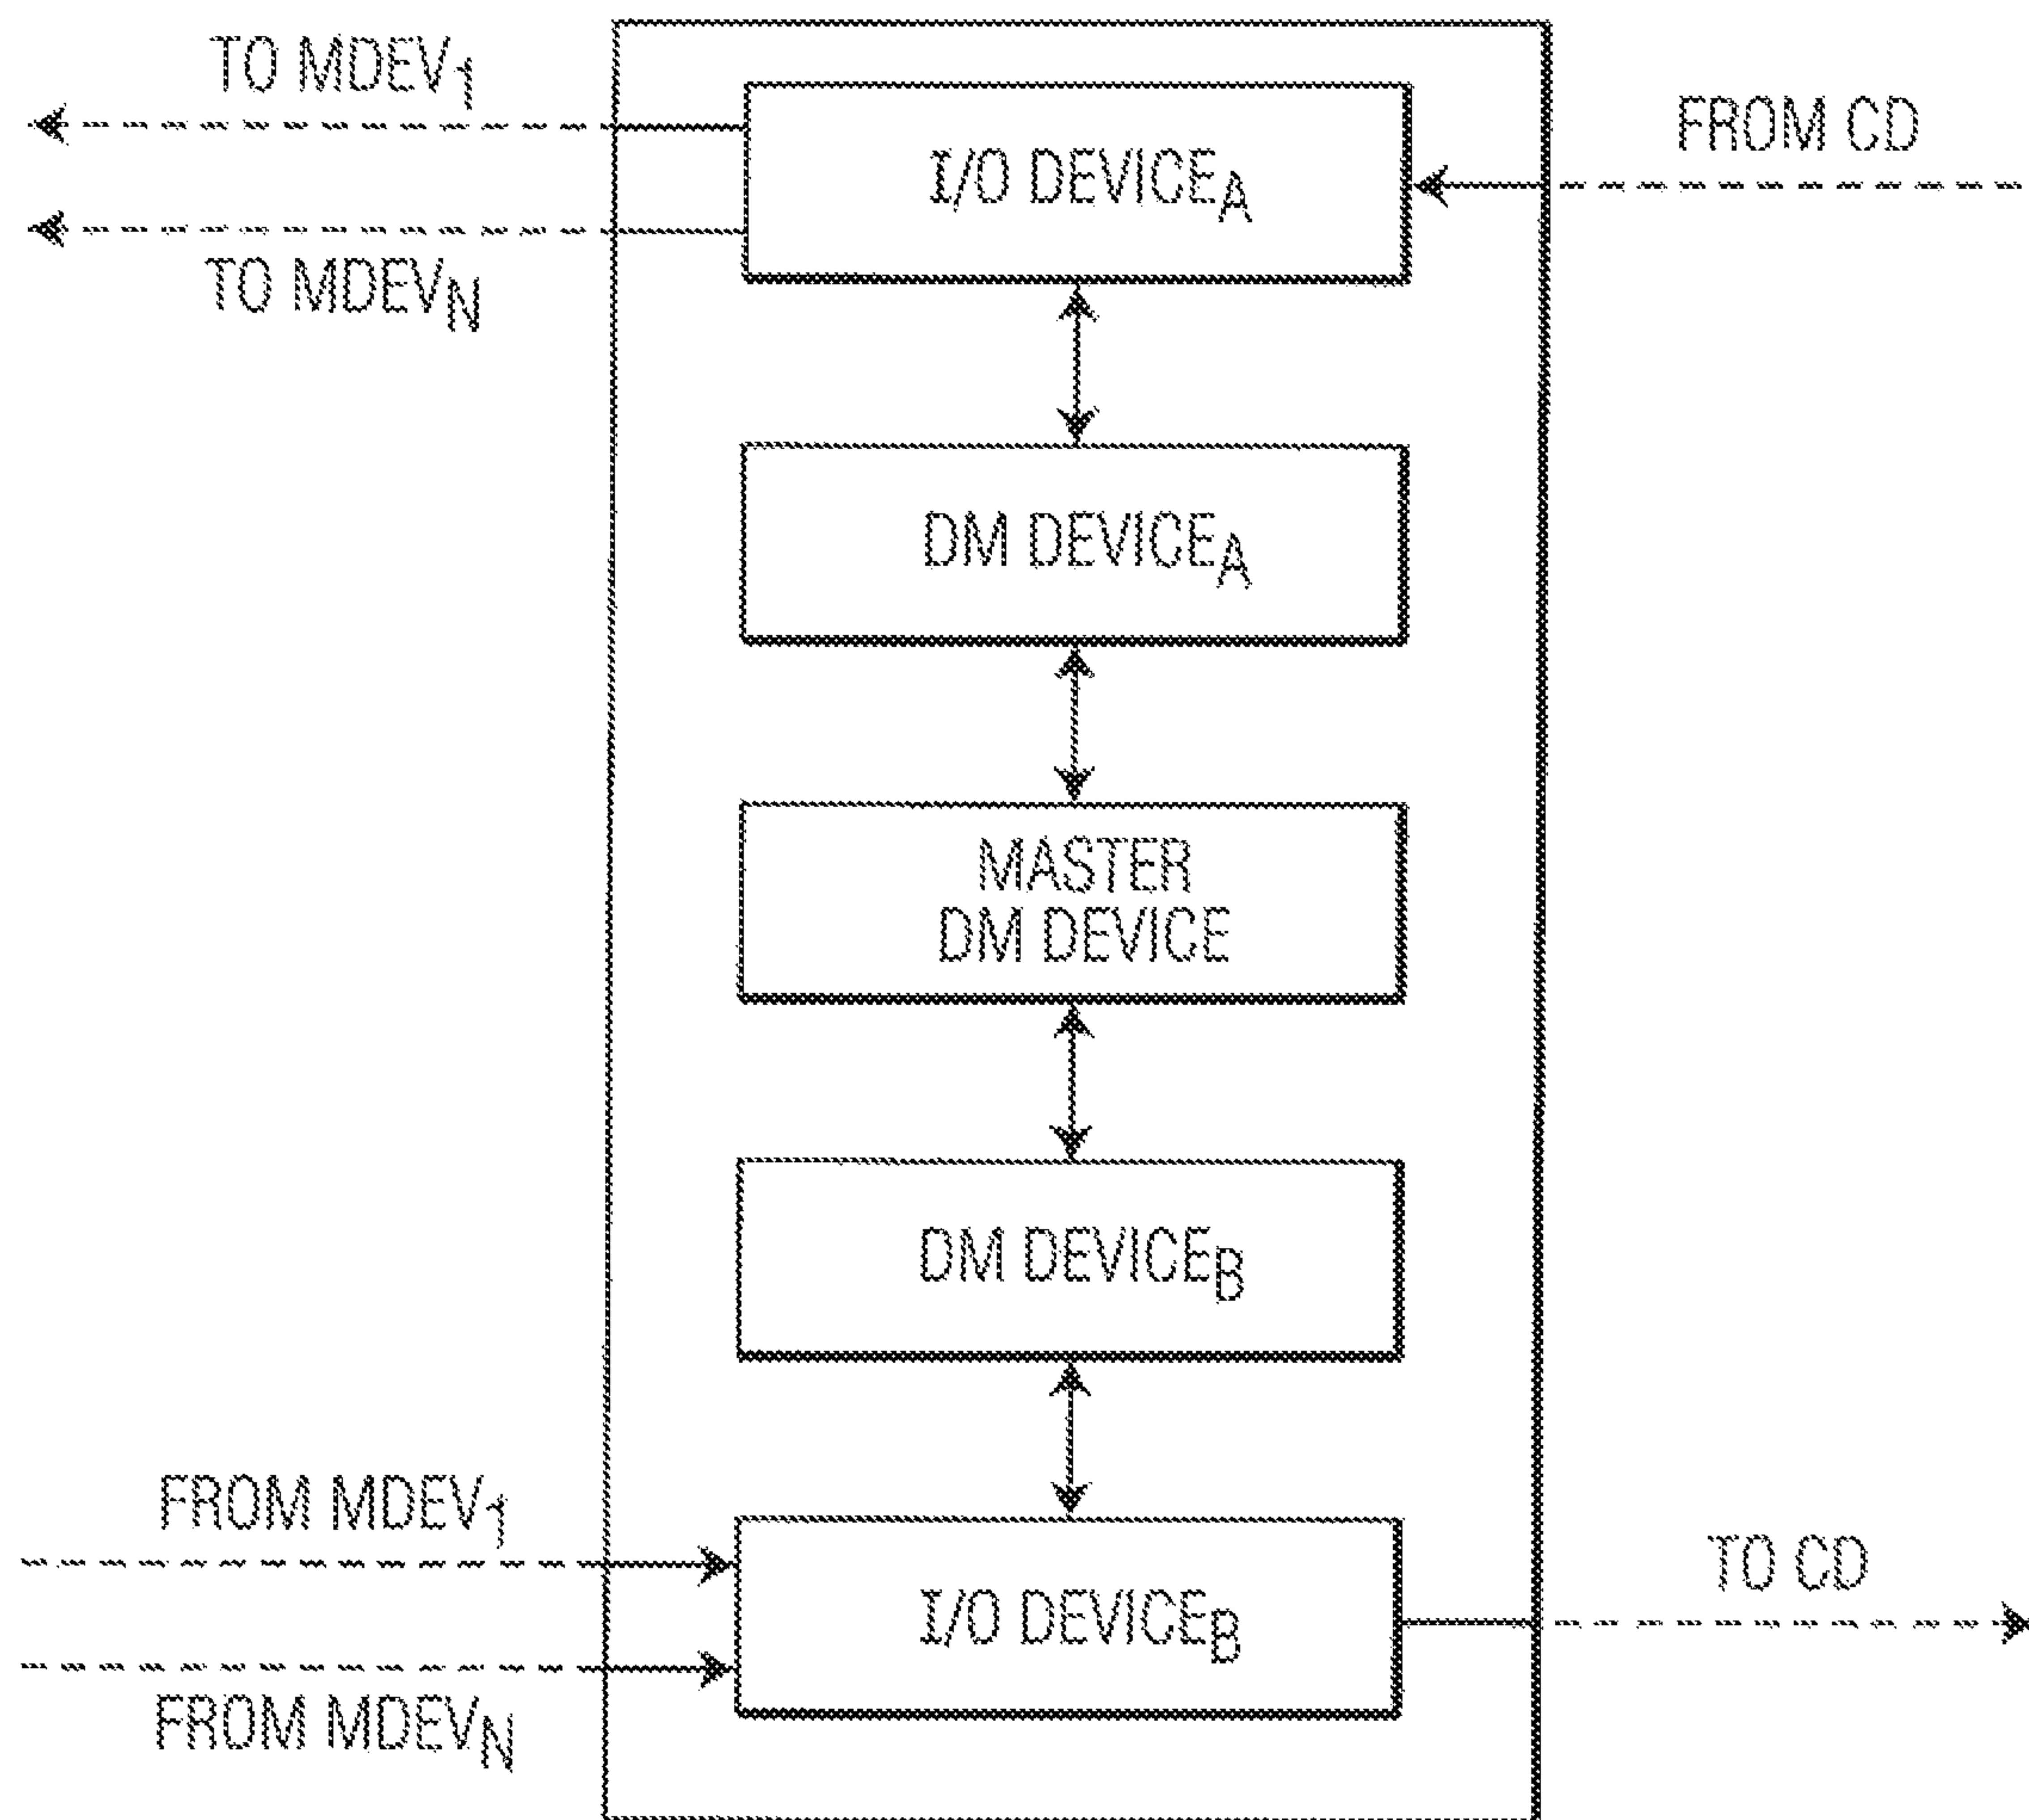 TO MDEV1
FROM CD
I/O DEVICEA
TO MDEVN
DM DEVICEA
MASTER
DM DEVICE
DM DEVICEB
FROM MDEV1
TO CD
I/O DEVICEB
FROM MDEVN